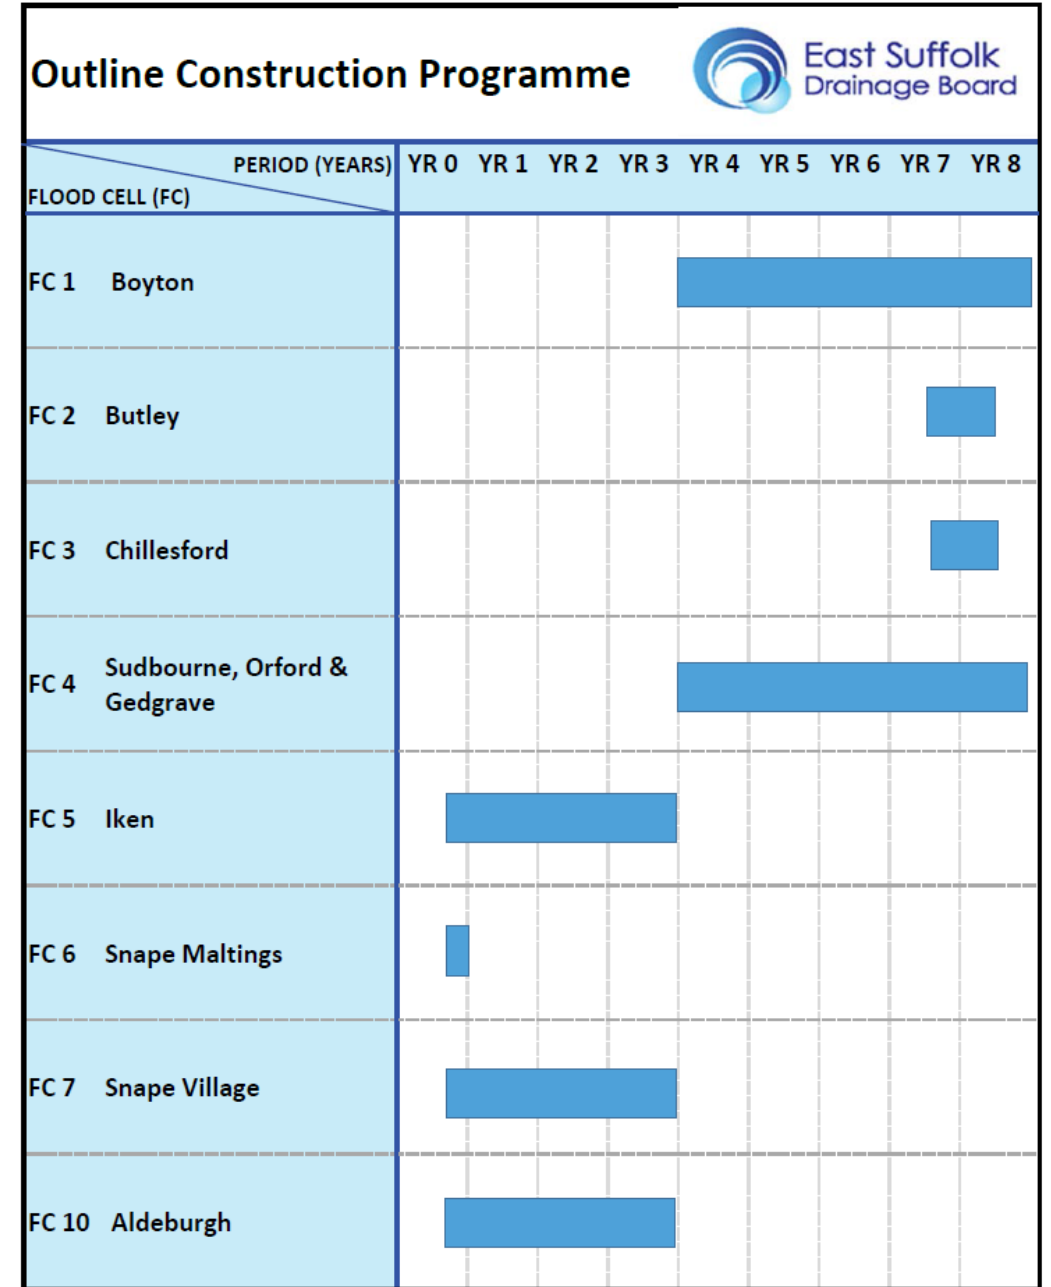 Outline Construction Programme
East Suffolk
Drainage Board
PERIOD (YEARS)
FLOOD CELL (FC)
YR 0 YR 1 YR 2 YR 3 YR 4 YR 5 YR 6 YR 7 YR 8
FC 1 Boyton
FC 2 Butley
FC 3 Chillesford
FC 4 Sudbourne, Orford &
Gedgrave
FC 5 Iken
FC 6 Snape Maltings
FC 7 Snape Village
FC 10 Aldeburgh